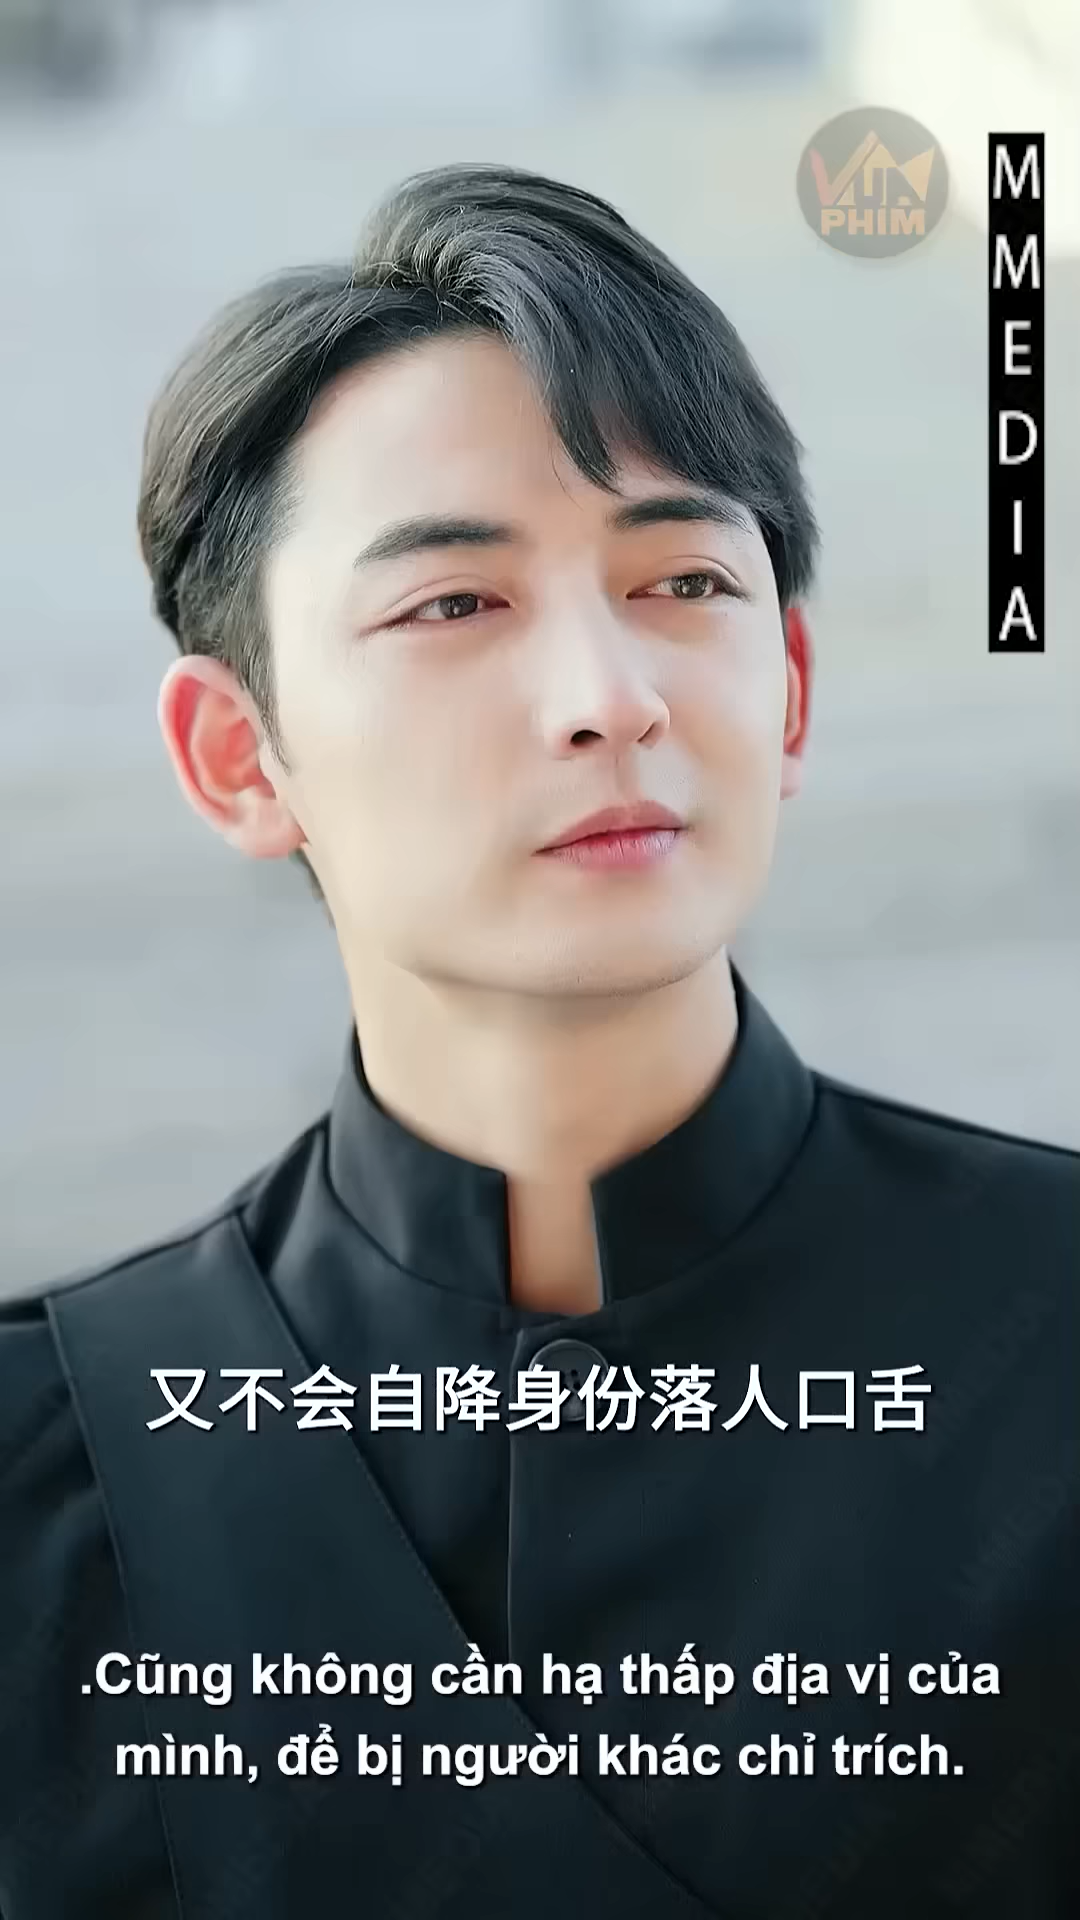 PHIM
MMEDIA
又不会自降身份落人口舌
.Cũng không cần hạ thấp địa vị của
mình, để bị người khác chỉ trích.